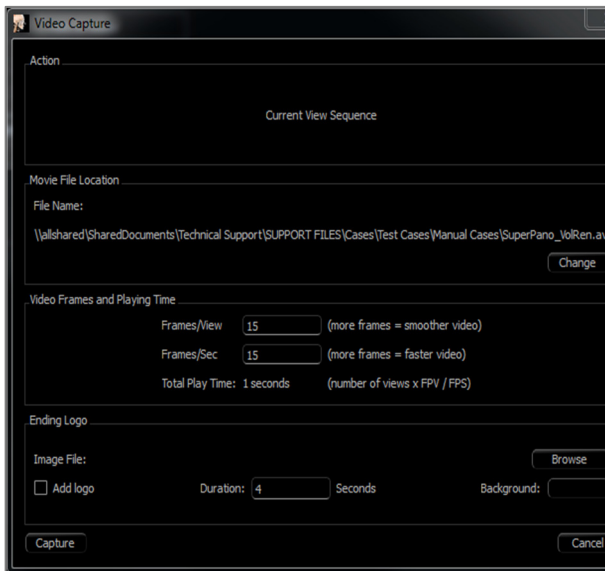 Video Capture
Action
Current View Sequence
Movie File Location
File Name:
\\allshared\SharedDocuments\Technical Support\SUPPORT FILES\Cases\Test Cases\Manual Cases\SuperPano_VolRen.av
Change
Video Frames and Playing Time
Frames/View 15 (more frames = smoother video)
Frames/Sec 15 (more frames = faster video)
Total Play Time: 1 seconds (number of views x FPV / FPS)
Ending Logo
Image File: Browse
Add logo Duration: 4 Seconds Background:
Capture Cancel